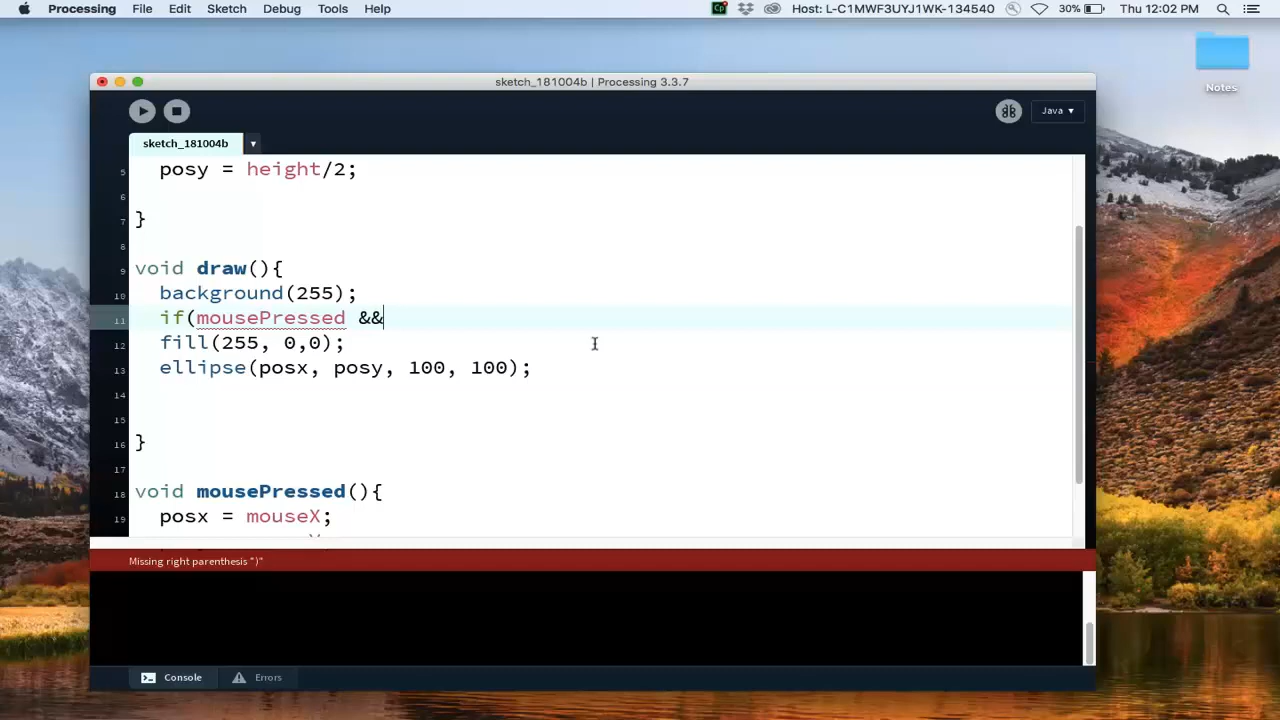 Processing File Edit Sketch Debug Tools Help Cp Host: L-C1MWF3UYJ1WK-134540 30% Thu 12:02 PM
Notes
sketch_181004b | Processing 3.3.7
Java ▾
sketch_181004b ▾
5 posy = height/2;
6
7 }
8
9 void draw(){
10 background(255);
11 if(mousePressed &&
12 fill(255, 0,0);
13 ellipse(posx, posy, 100, 100);
14
15
16 }
17
18 void mousePressed(){
19 posx = mouseX;
Missing right parenthesis ")"
Console Errors